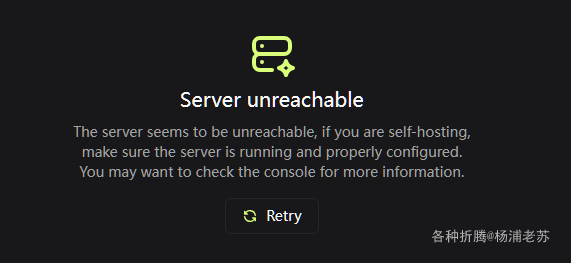 Server unreachable
The server seems to be unreachable, if you are self-hosting,
make sure the server is running and properly configured.
You may want to check the console for more information.
Retry
各种折腾@杨浦老苏